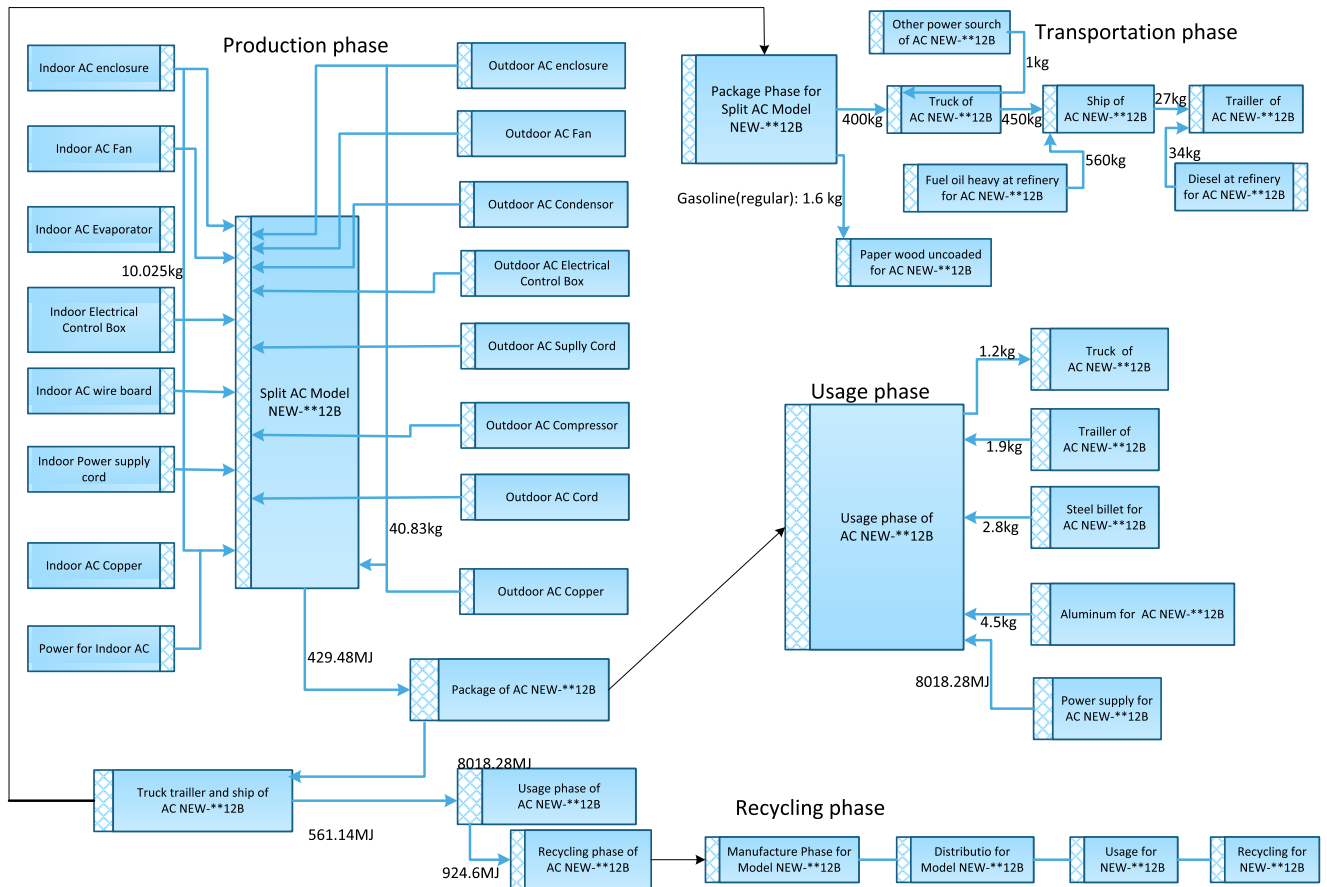 Production phase
Indoor AC enclosure
Indoor AC Fan
Indoor AC Evaporator
10.025kg
Indoor Electrical
Control Box
Indoor AC wire board
Indoor Power supply
cord
Indoor AC Copper
Power for Indoor AC
Split AC Model
NEW-**12B
Outdoor AC enclosure
Outdoor AC Fan
Outdoor AC Condensor
Outdoor AC Electrical
Control Box
Outdoor AC Suplly Cord
Outdoor AC Compressor
Outdoor AC Cord
40.83kg
Outdoor AC Copper
429.48MJ
Package of AC NEW-**12B
Truck trailler and ship of
AC NEW-**12B
561.14MJ
8018.28MJ
Usage phase of
AC NEW-**12B
924.6MJ
Recycling phase of
AC NEW-**12B
Transportation phase
Other power sourch
of AC NEW-**12B
1kg
Package Phase for
Split AC Model
NEW-**12B
400kg
Truck of
AC NEW-**12B
450kg
Ship of
AC NEW-**12B
27kg
Trailler of
AC NEW-**12B
560kg
34kg
Fuel oil heavy at refinery
for AC NEW-**12B
Diesel at refinery
for AC NEW-**12B
Gasoline(regular): 1.6 kg
Paper wood uncoaded
for AC NEW-**12B
Usage phase
Usage phase of
AC NEW-**12B
1.2kg
Truck of
AC NEW-**12B
1.9kg
Trailler of
AC NEW-**12B
2.8kg
Steel billet for
AC NEW-**12B
4.5kg
Aluminum for AC NEW-**12B
8018.28MJ
Power supply for
AC NEW-**12B
Recycling phase
Manufacture Phase for
Model NEW-**12B
Distributio for
Model NEW-**12B
Usage for
NEW-**12B
Recycling for
NEW-**12B